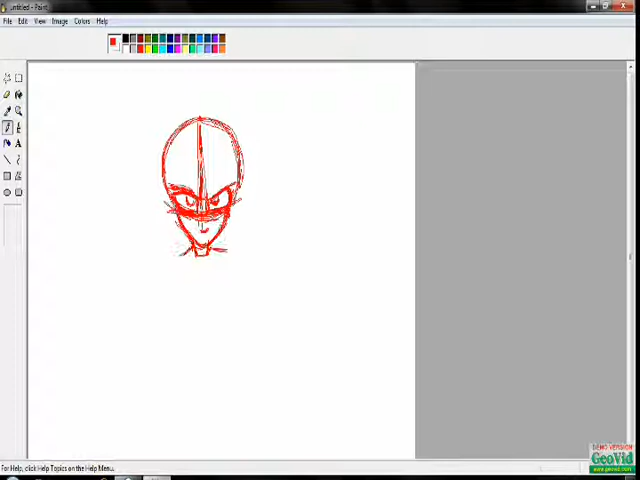 untitled - Paint
File Edit View Image Colors Help
A
For Help, click Help Topics on the Help Menu.
DEMO VERSION
GeoVid
www.geovid.com